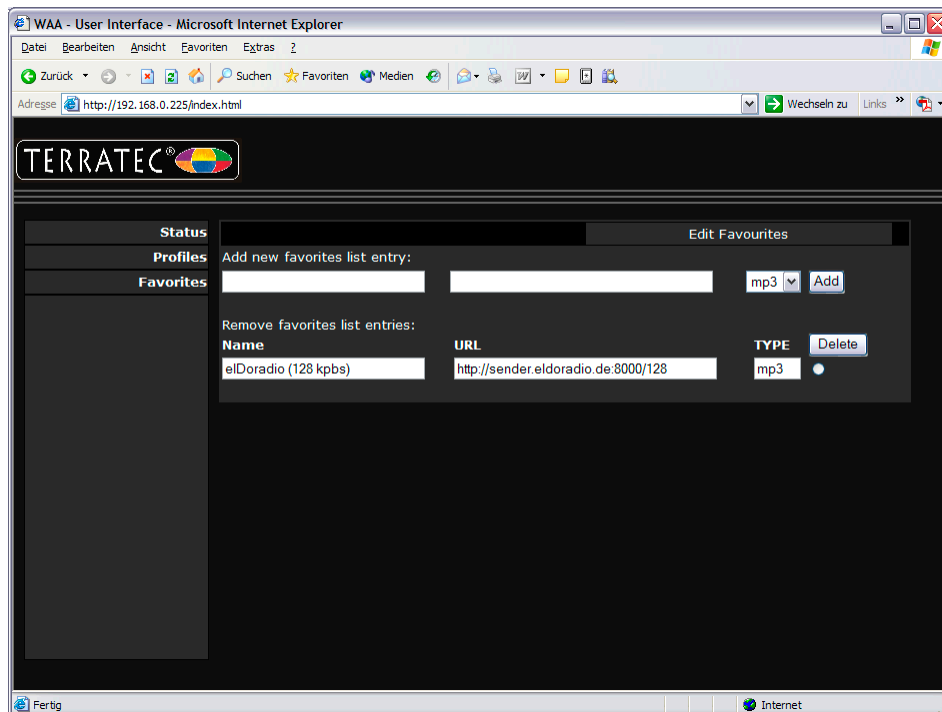 WAA - User Interface - Microsoft Internet Explorer
Datei Bearbeiten Ansicht Favoriten Extras ?
Zurück Suchen Favoriten Medien W
Adresse http://192.168.0.225/index.html Wechseln zu Links »
TERRATEC®
Status
Profiles
Favorites
Edit Favourites
Add new favorites list entry:
mp3 Add
Remove favorites list entries:
Name URL TYPE Delete
elDoradio (128 kpbs) http://sender.eldoradio.de:8000/128 mp3
Fertig Internet